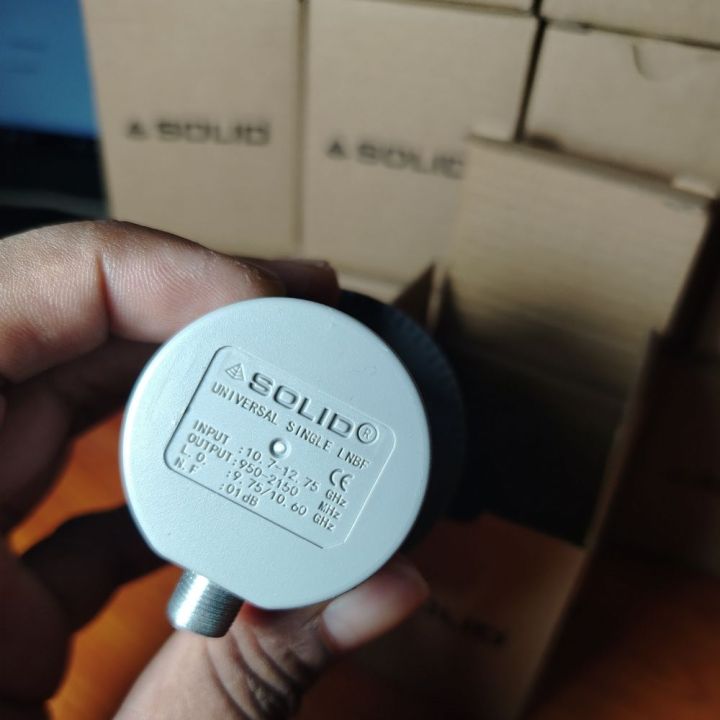 SOLID
SOLID
SOLID®
UNIVERSAL SINGLE LNBF
INPUT :10.7-12.75 GHz
OUTPUT:950-2150 MHz
L.O. :9.75/10.60 GHz
N.F. :01dB
CE
SOLID